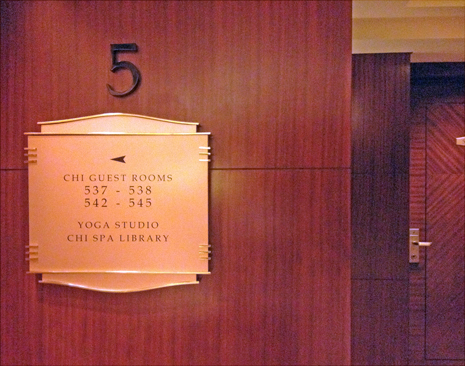 5
CHI GUEST ROOMS
537 - 538
542 - 545
YOGA STUDIO
CHI SPA LIBRARY